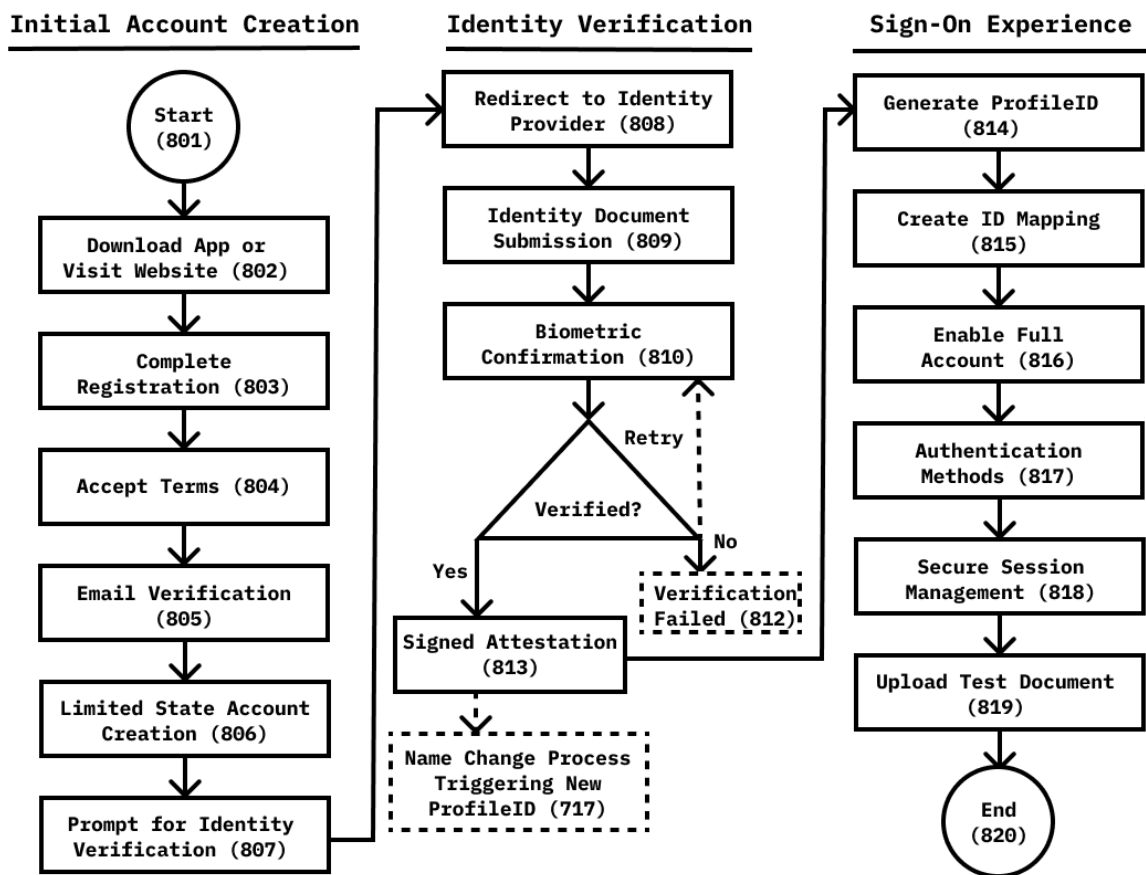 Initial Account Creation
Start
(801)
Download App or
Visit Website (802)
Complete
Registration (803)
Accept Terms (804)
Email Verification
(805)
Limited State Account
Creation (806)
Prompt for Identity
Verification (807)
Identity Verification
Redirect to Identity
Provider (808)
Identity Document
Submission (809)
Biometric
Confirmation (810)
Retry
Verified?
No
Yes
Verification
Failed (812)
Signed Attestation
(813)
Name Change Process
Triggering New
ProfileID (717)
Sign-On Experience
Generate ProfileID
(814)
Create ID Mapping
(815)
Enable Full
Account (816)
Authentication
Methods (817)
Secure Session
Management (818)
Upload Test Document
(819)
End
(820)